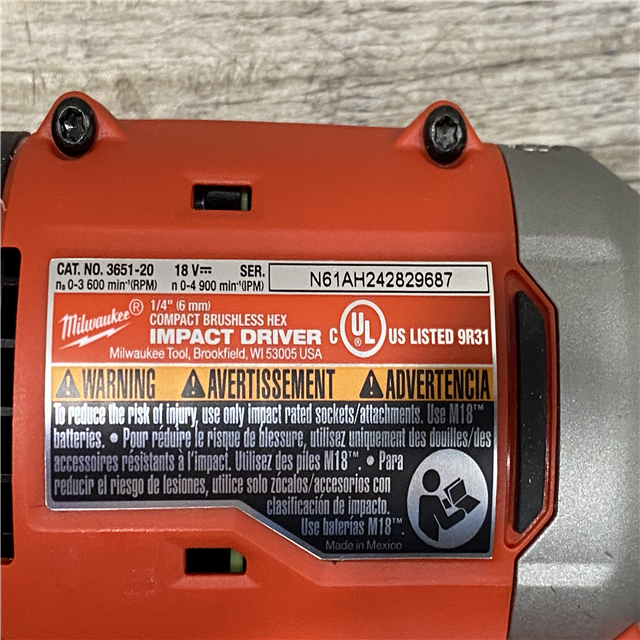 CAT. NO. 3651-20 18 V⎓ SER. N61AH242829687
n₀ 0-3 600 min⁻¹(RPM) n 0-4 900 min⁻¹(IPM)
Milwaukee®
1/4" (6 mm)
COMPACT BRUSHLESS HEX
IMPACT DRIVER
Milwaukee Tool, Brookfield, WI 53005 USA
C UL ® US LISTED 9R31
⚠WARNING ⚠AVERTISSEMENT ⚠ADVERTENCIA
To reduce the risk of injury, use only impact rated sockets/attachments. Use M18™
batteries. • Pour réduire le risque de blessure, utilisez uniquement des douilles/des
accessoires résistants à l'impact. Utilisez des piles M18™. • Para
reducir el riesgo de lesiones, utilice solo zócalos/accesorios con
clasificación de impacto.
Use baterías M18™.
Made in Mexico